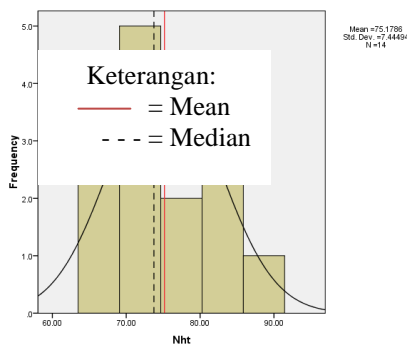 Mean =75.1786
Std. Dev. =7.44494
N =14
5.0
Keterangan:
= Mean
= Median
4.0
3.0
2.0
1.0
.0
Frequency
60.00 70.00 80.00 90.00
Nht